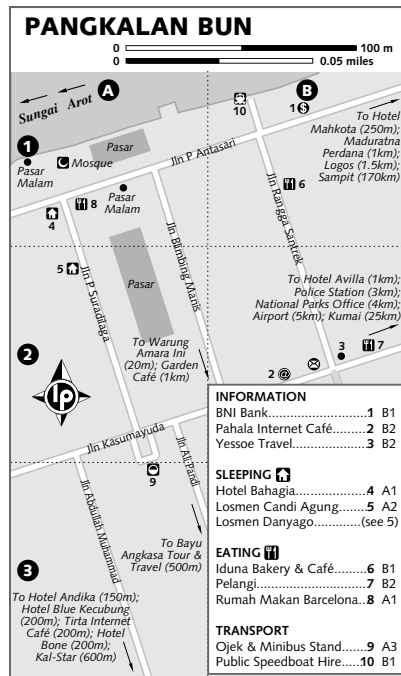 PANGKALAN BUN
0 100 m
0 0.05 miles
Sungai Arot
A
B
10
1 $
To Hotel
Mahkota (250m);
Maduratna
Perdana (1km);
Logos (1.5km);
Sampit (170km)
1
Pasar
Mosque
Pasar
Malam
Jln P Antasari
Pasar
Malam
6
8
4
Jln Rangga Santrek
Jln Blimbing Manis
5
Jln P Suradilaga
Pasar
To Hotel Avilla (1km);
Police Station (3km);
National Parks Office (4km);
Airport (5km); Kumai (25km)
To Warung
Amara Ini
(20m); Garden
Café (1km)
3
7
2 @
2
lp
Jln Kasumayuda
9
Jln Ali Pandi
Jln Abdullah Muhammad
To Bayu
Angkasa Tour &
Travel (500m)
3
To Hotel Andika (150m);
Hotel Blue Kecubung
(200m); Tirta Internet
Café (200m); Hotel
Bone (200m);
Kal-Star (600m)
INFORMATION
BNI Bank........................1 B1
Pahala Internet Café........2 B2
Yessoe Travel..................3 B2
SLEEPING
Hotel Bahagia..................4 A1
Losmen Candi Agung......5 A2
Losmen Danyago............(see 5)
EATING
Iduna Bakery & Café........6 B1
Pelangi............................7 B2
Rumah Makan Barcelona..8 A1
TRANSPORT
Ojek & Minibus Stand......9 A3
Public Speedboat Hire.....10 B1